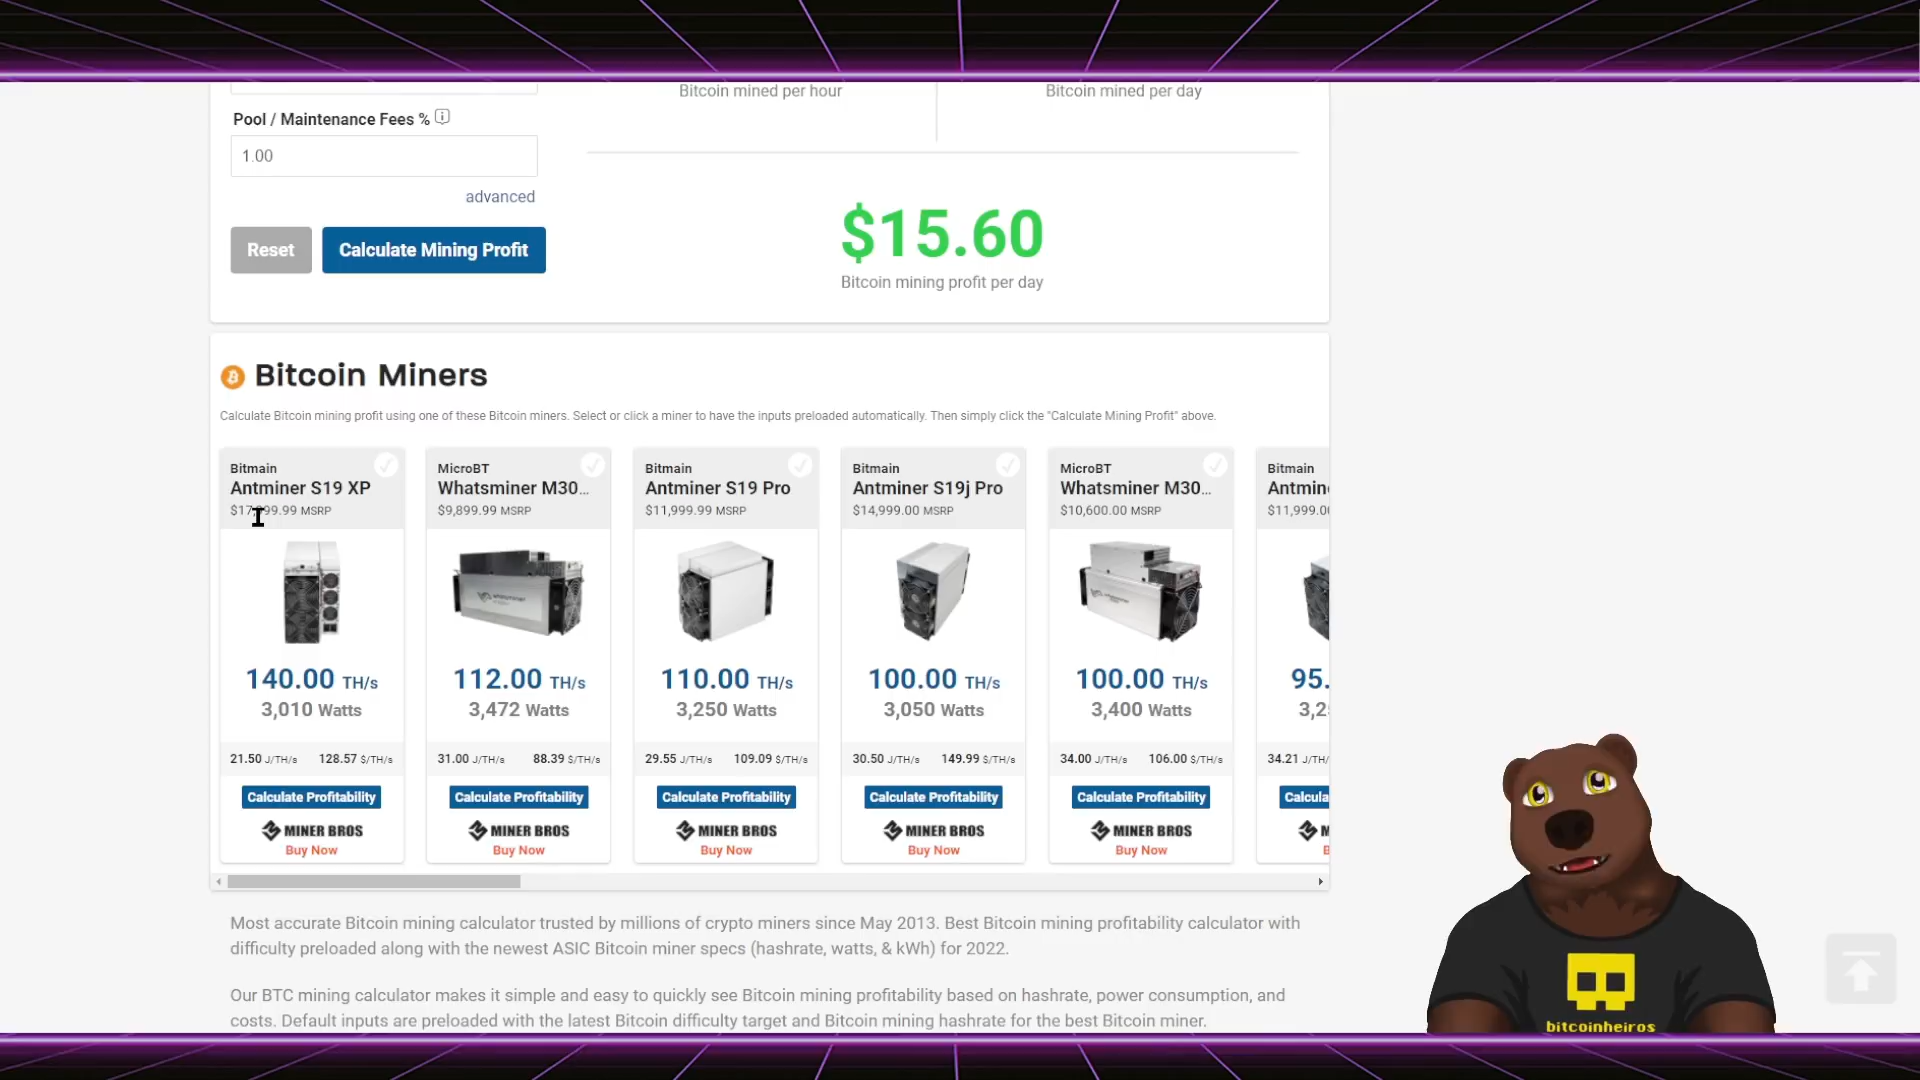 Bitcoin mined per hour
Bitcoin mined per day
Pool / Maintenance Fees %
1.00
advanced
Reset
Calculate Mining Profit
$15.60
Bitcoin mining profit per day
Bitcoin Miners
Calculate Bitcoin mining profit using one of these Bitcoin miners. Select or click a miner to have the inputs preloaded automatically. Then simply click the "Calculate Mining Profit" above.
Bitmain
Antminer S19 XP
MSRP
140.00 TH/s
3,010 Watts
21.50 J/TH/s 128.57 $/TH/s
Calculate Profitability
MINER BROS
Buy Now
MicroBT
Whatsminer M30...
$9,899.99 MSRP
whatsminer
112.00 TH/s
3,472 Watts
31.00 J/TH/s 88.39 $/TH/s
Calculate Profitability
MINER BROS
Buy Now
Bitmain
Antminer S19 Pro
$11,999.99 MSRP
110.00 TH/s
3,250 Watts
29.55 J/TH/s 109.09 $/TH/s
Calculate Profitability
MINER BROS
Buy Now
Bitmain
Antminer S19j Pro
$14,999.00 MSRP
100.00 TH/s
3,050 Watts
30.50 J/TH/s 149.99 $/TH/s
Calculate Profitability
MINER BROS
Buy Now
MicroBT
Whatsminer M30...
$10,600.00 MSRP
100.00 TH/s
3,400 Watts
34.00 J/TH/s 106.00 $/TH/s
Calculate Profitability
MINER BROS
Buy Now
Bitmain
Antmin
$11,999.0
95.
3,2
34.21 J/TH/
Calcula
M
B
Most accurate Bitcoin mining calculator trusted by millions of crypto miners since May 2013. Best Bitcoin mining profitability calculator with
difficulty preloaded along with the newest ASIC Bitcoin miner specs (hashrate, watts, & kWh) for 2022.
Our BTC mining calculator makes it simple and easy to quickly see Bitcoin mining profitability based on hashrate, power consumption, and
costs. Default inputs are preloaded with the latest Bitcoin difficulty target and Bitcoin mining hashrate for the best Bitcoin miner.
bitcoinheiros